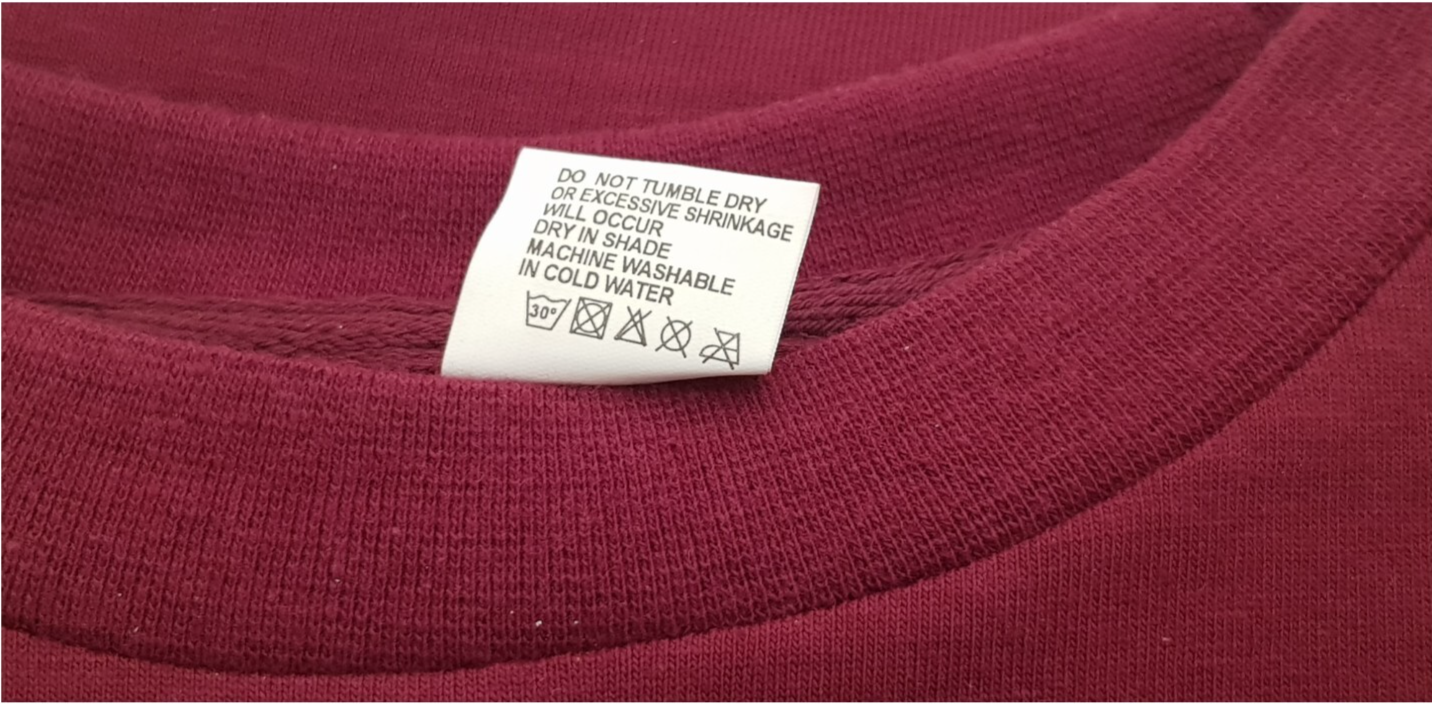 DO NOT TUMBLE DRY
OR EXCESSIVE SHRINKAGE
WILL OCCUR
DRY IN SHADE
MACHINE WASHABLE
IN COLD WATER
30°